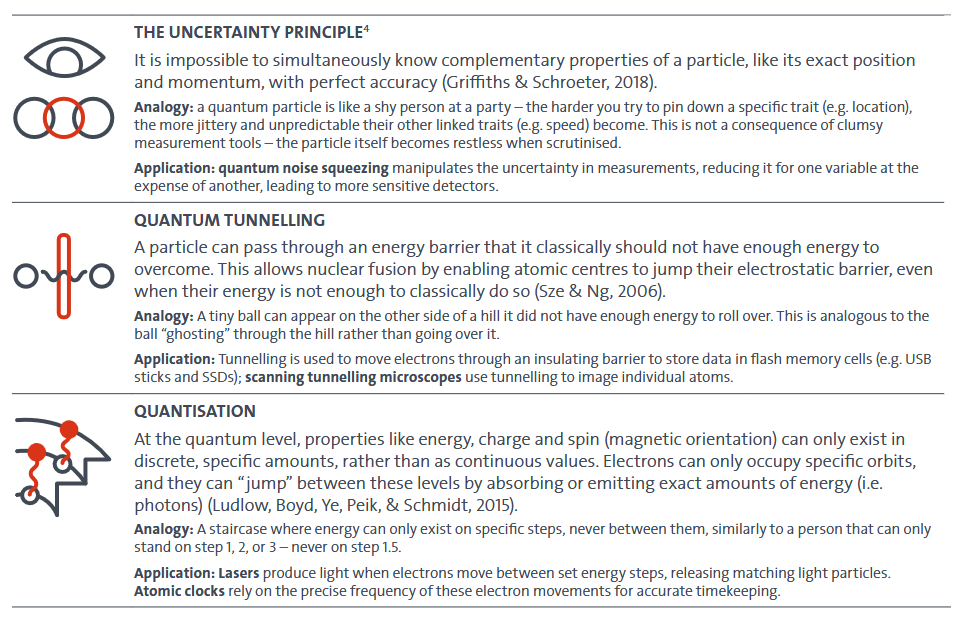 THE UNCERTAINTY PRINCIPLE⁴
It is impossible to simultaneously know complementary properties of a particle, like its exact position
and momentum, with perfect accuracy (Griffiths & Schroeter, 2018).
Analogy: a quantum particle is like a shy person at a party – the harder you try to pin down a specific trait (e.g. location),
the more jittery and unpredictable their other linked traits (e.g. speed) become. This is not a consequence of clumsy
measurement tools – the particle itself becomes restless when scrutinised.
Application: quantum noise squeezing manipulates the uncertainty in measurements, reducing it for one variable at the
expense of another, leading to more sensitive detectors.
QUANTUM TUNNELLING
A particle can pass through an energy barrier that it classically should not have enough energy to
overcome. This allows nuclear fusion by enabling atomic centres to jump their electrostatic barrier, even
when their energy is not enough to classically do so (Sze & Ng, 2006).
Analogy: A tiny ball can appear on the other side of a hill it did not have enough energy to roll over. This is analogous to the
ball “ghosting” through the hill rather than going over it.
Application: Tunnelling is used to move electrons through an insulating barrier to store data in flash memory cells (e.g. USB
sticks and SSDs); scanning tunnelling microscopes use tunnelling to image individual atoms.
QUANTISATION
At the quantum level, properties like energy, charge and spin (magnetic orientation) can only exist in
discrete, specific amounts, rather than as continuous values. Electrons can only occupy specific orbits,
and they can “jump” between these levels by absorbing or emitting exact amounts of energy (i.e.
photons) (Ludlow, Boyd, Ye, Peik, & Schmidt, 2015).
Analogy: A staircase where energy can only exist on specific steps, never between them, similarly to a person that can only
stand on step 1, 2, or 3 – never on step 1.5.
Application: Lasers produce light when electrons move between set energy steps, releasing matching light particles.
Atomic clocks rely on the precise frequency of these electron movements for accurate timekeeping.